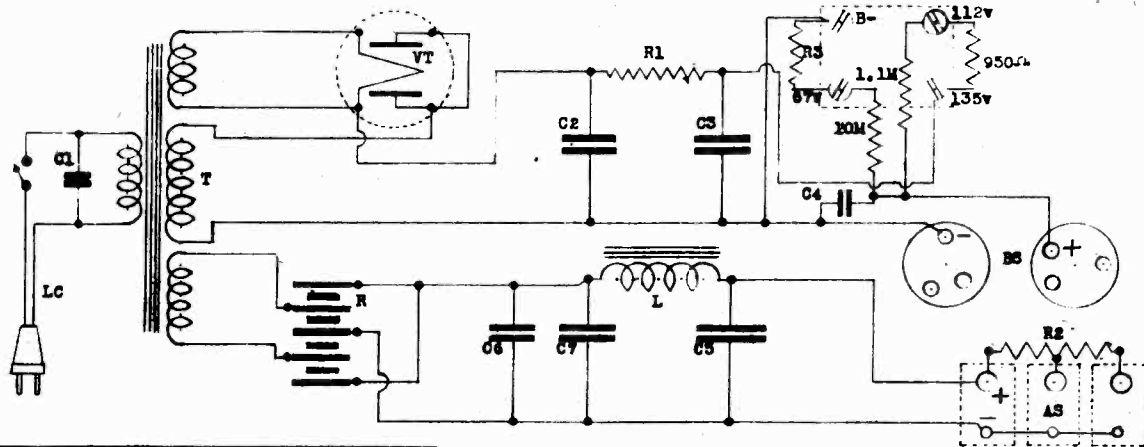 B-
112v
VT
R1
R3
950Ω
1.1M
67v
135v
C1
C2
C3
20M
T
C4
-
+
BS
LC
R
L
C6
C7
C5
R2
+
-
AS